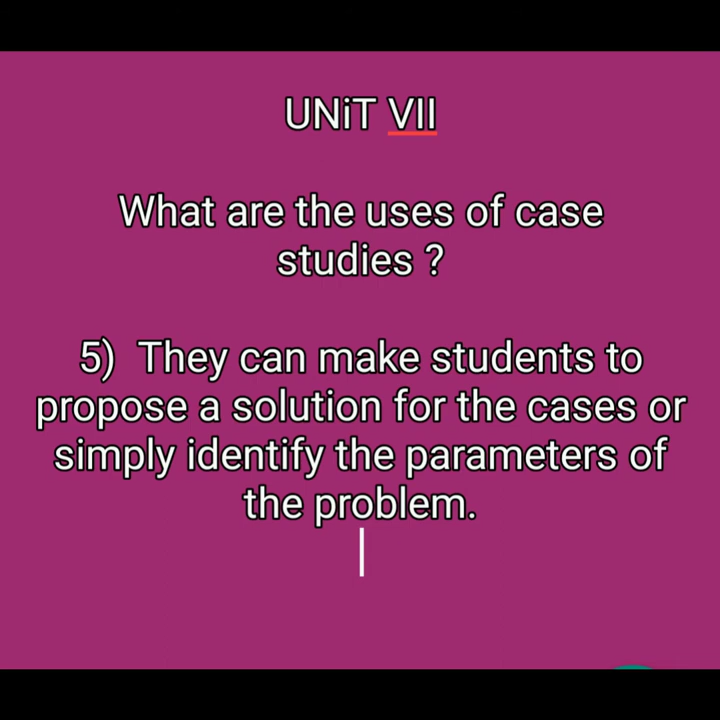 UNiT VII
What are the uses of case
studies ?
5) They can make students to
propose a solution for the cases or
simply identify the parameters of
the problem.